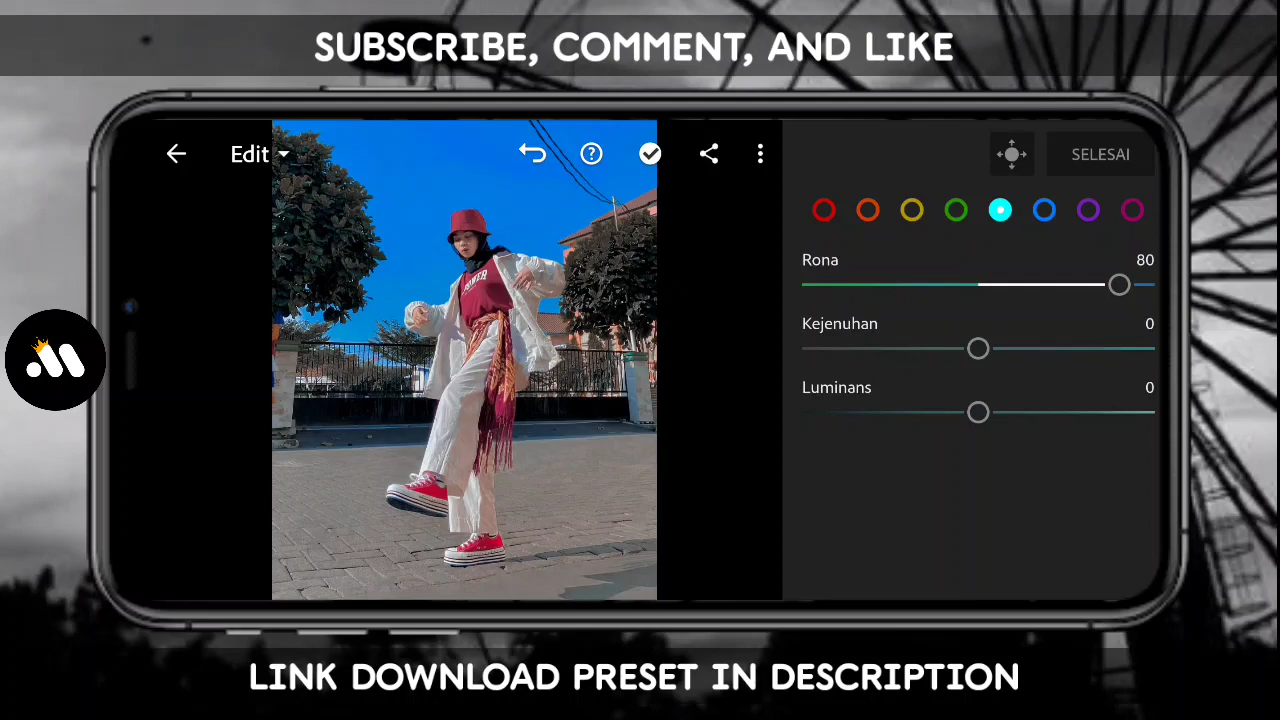 SUBSCRIBE, COMMENT, AND LIKE
Edit
SELESAI
Rona 80
Kejenuhan 0
Luminans 0
LINK DOWNLOAD PRESET IN DESCRIPTION